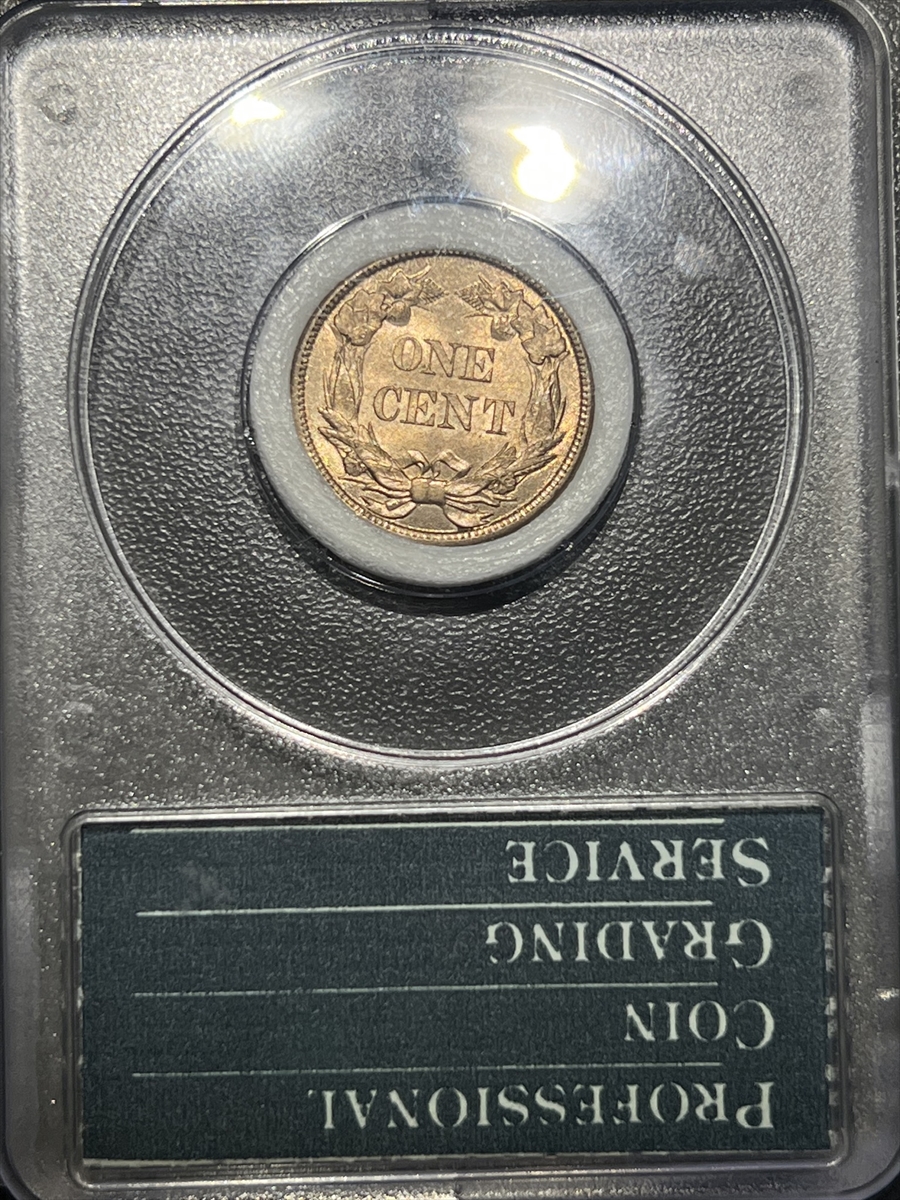 ONE
CENT
PROFESSIONAL
COIN
GRADING
SERVICE